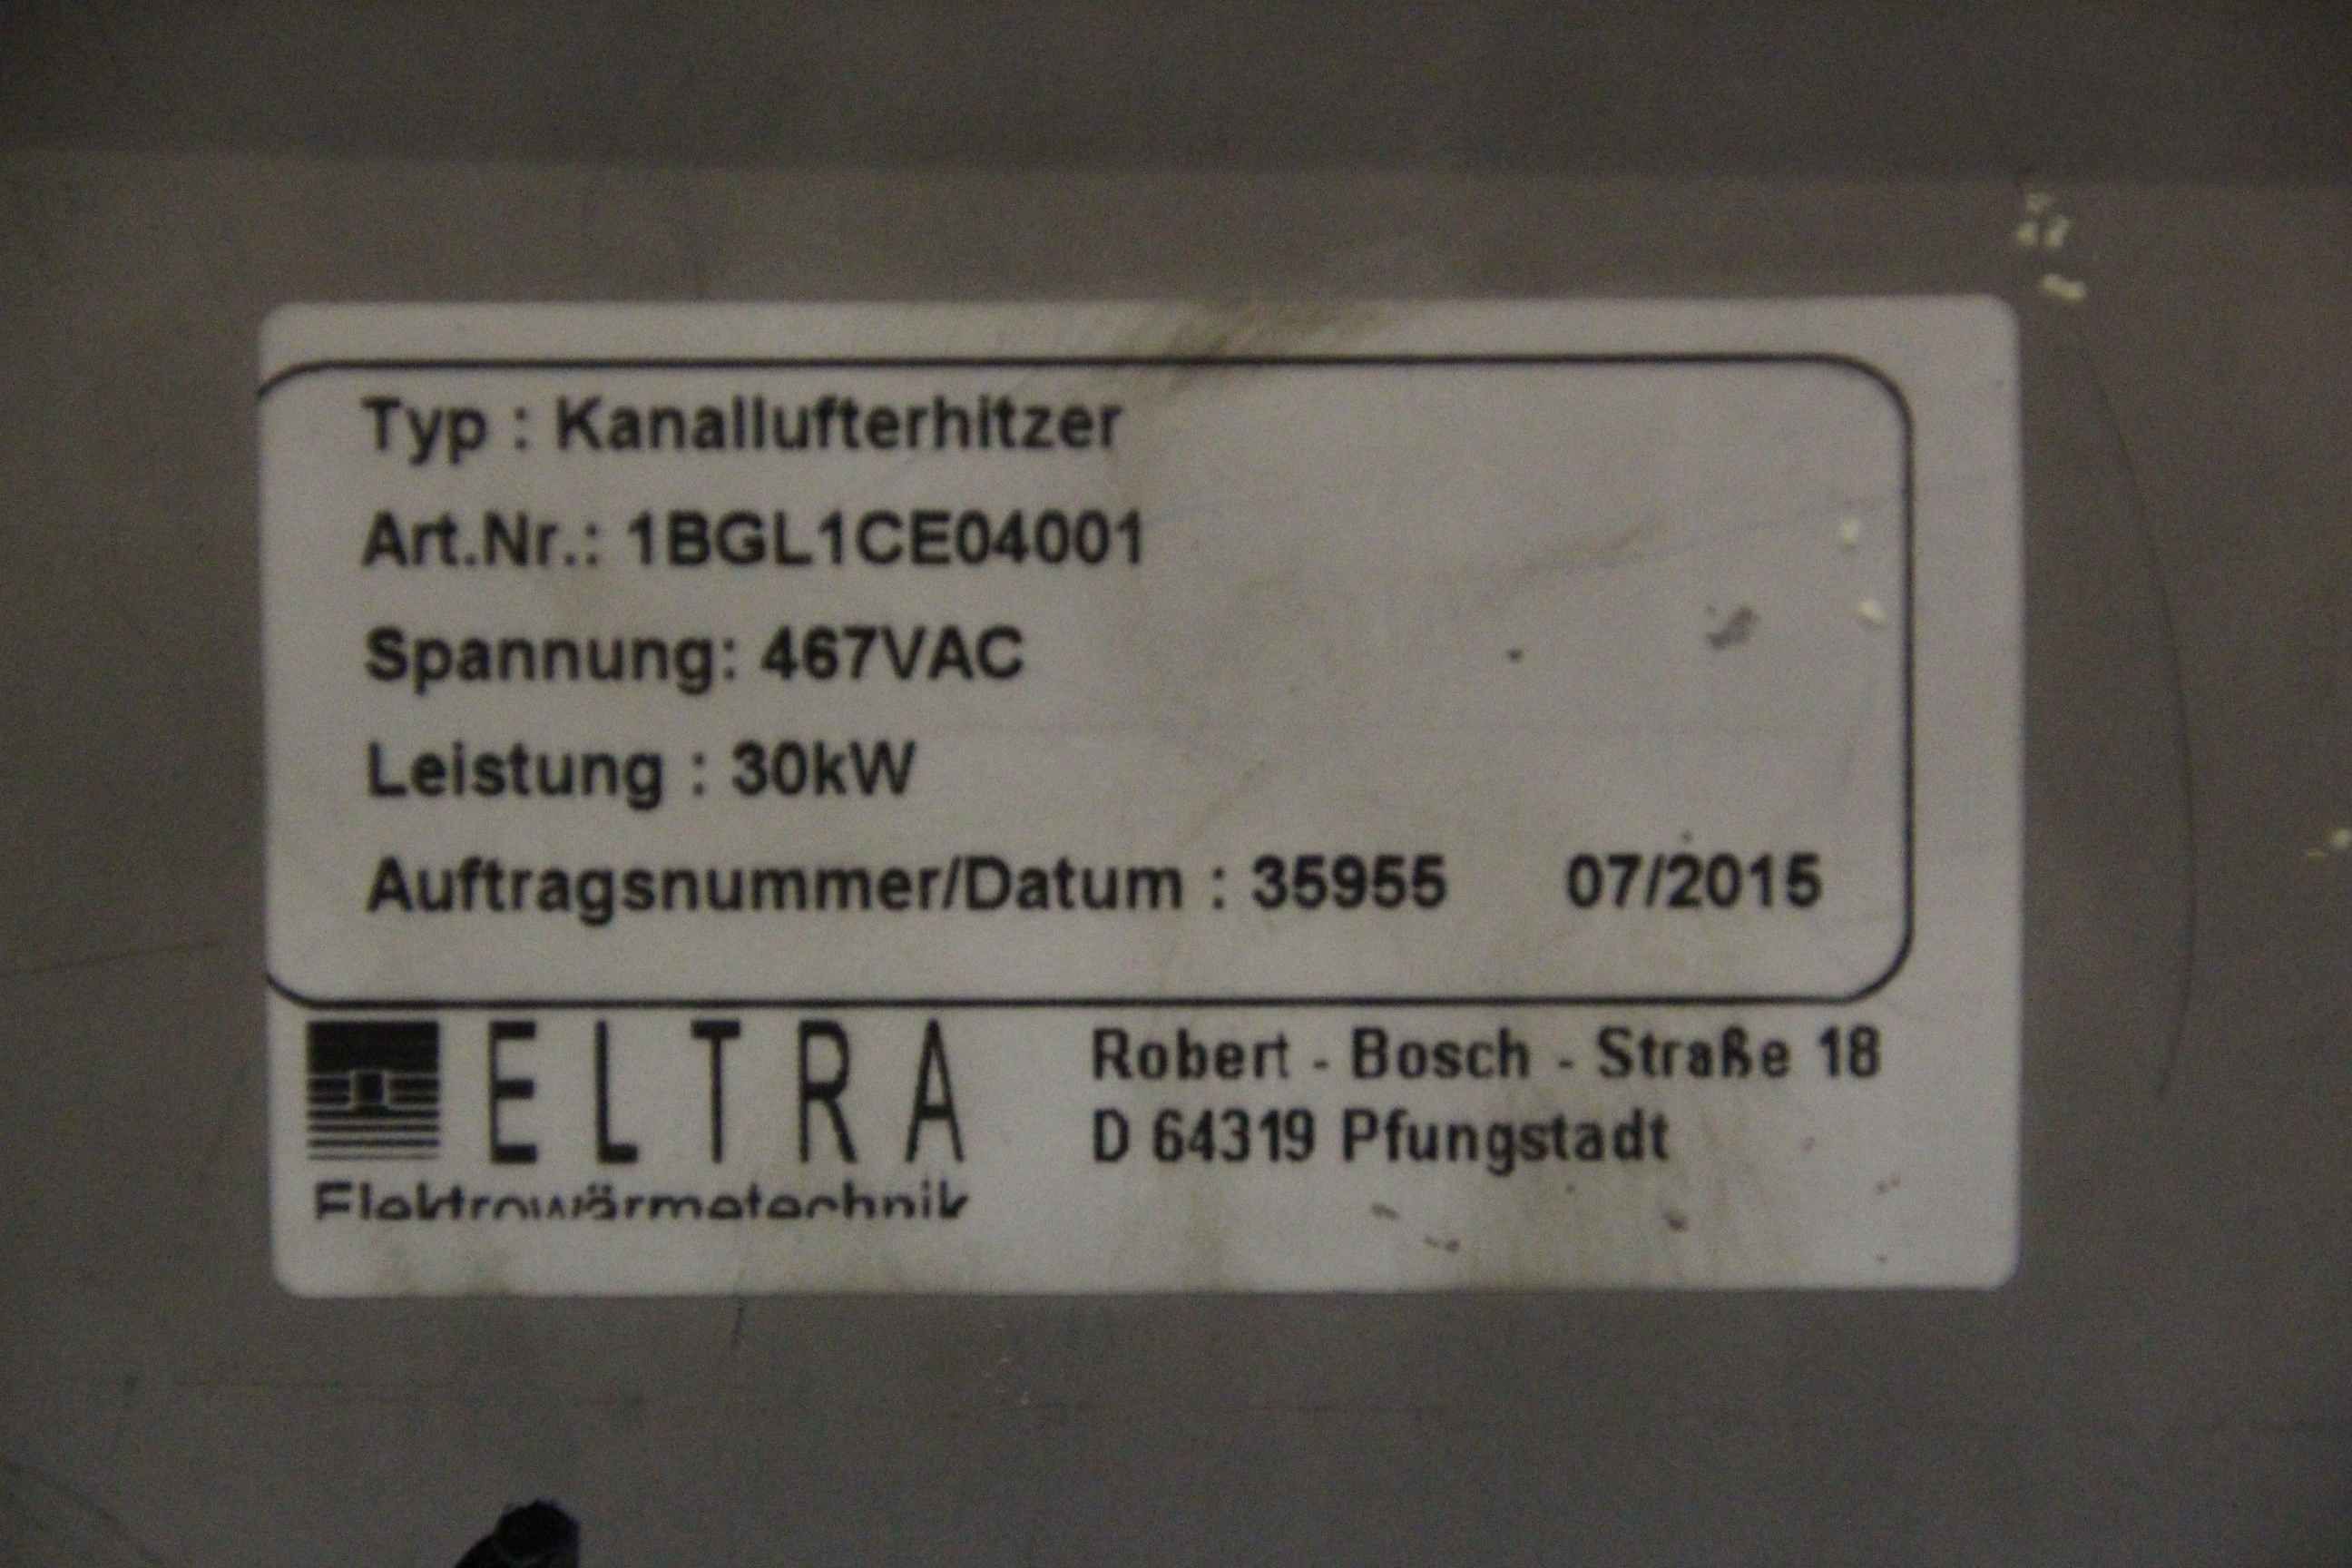 Typ : Kanallufterhitzer
Art.Nr.: 1BGL1CE04001
Spannung: 467VAC
Leistung : 30kW
Auftragsnummer/Datum : 35955 07/2015
ELTRA
Elektrowärmetechnik
Robert - Bosch - Straße 18
D 64319 Pfungstadt